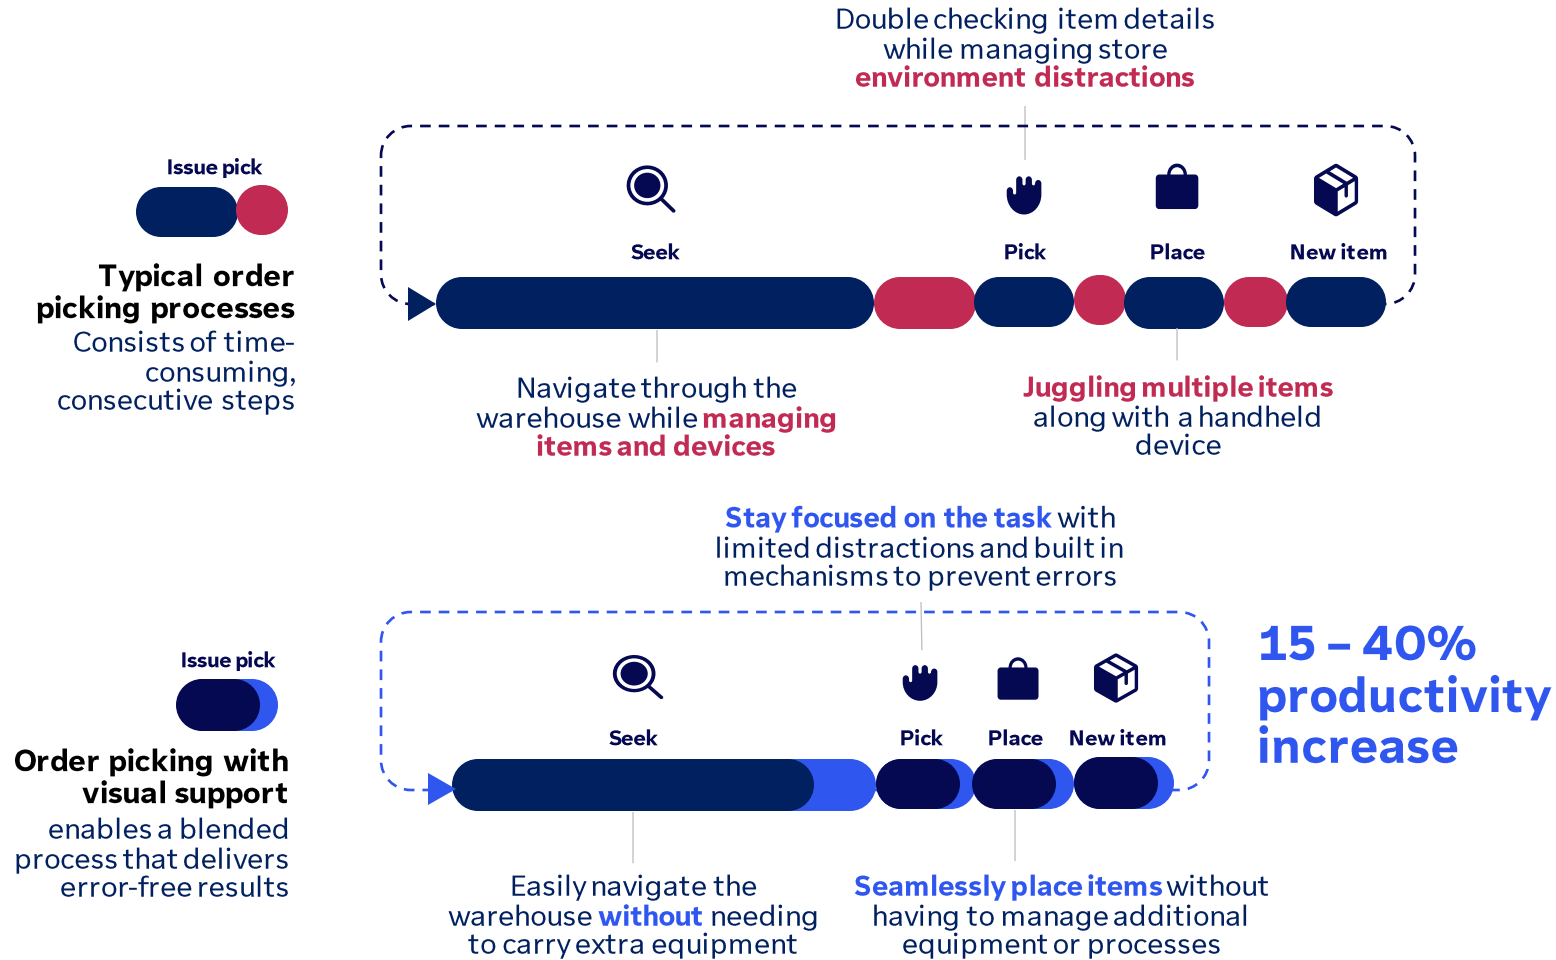 Double checking item details
while managing store
environment distractions
Issue pick
Typical order
picking processes
Consists of time-
consuming,
consecutive steps
Seek
Pick
Place
New item
Navigate through the
warehouse while managing
items and devices
Juggling multiple items
along with a handheld
device
Stay focused on the task with
limited distractions and built in
mechanisms to prevent errors
Issue pick
Order picking with
visual support
enables a blended
process that delivers
error-free results
Seek
Pick
Place
New item
15 – 40%
productivity
increase
Easily navigate the
warehouse without needing
to carry extra equipment
Seamlessly place items without
having to manage additional
equipment or processes